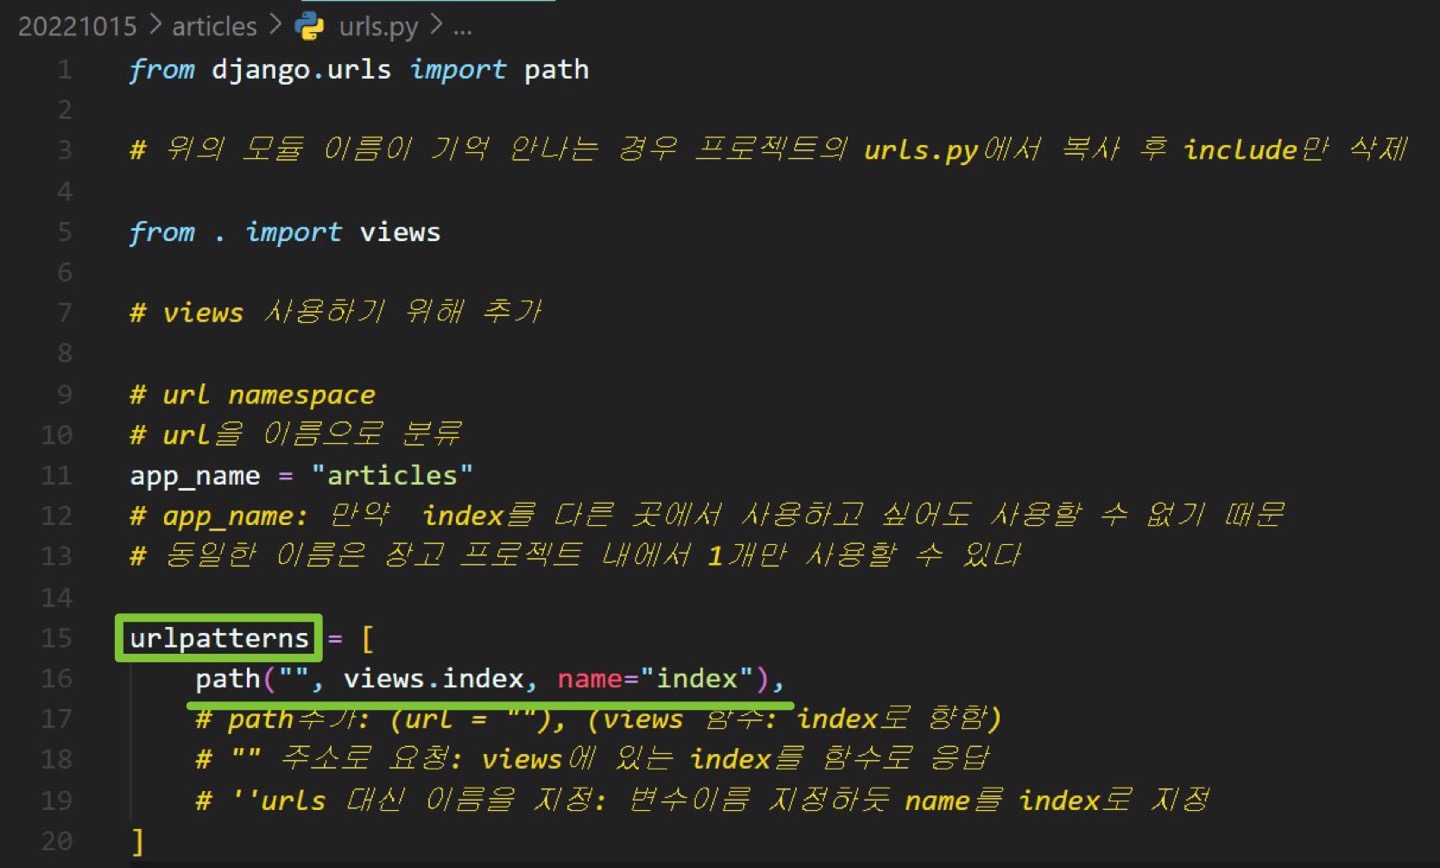 20221015 > articles > urls.py > ...
1 from django.urls import path
2
3 # 위의 모듈 이름이 기억 안나는 경우 프로젝트의 urls.py에서 복사 후 include만 삭제
4
5 from . import views
6
7 # views 사용하기 위해 추가
8
9 # url namespace
10 # url을 이름으로 분류
11 app_name = "articles"
12 # app_name: 만약  index를 다른 곳에서 사용하고 싶어도 사용할 수 없기 때문
13 # 동일한 이름은 장고 프로젝트 내에서 1개만 사용할 수 있다
14
15 urlpatterns = [
16     path("", views.index, name="index"),
17     # path추가: (url = ""), (views 함수: index로 향함)
18     # "" 주소로 요청: views에 있는 index를 함수로 응답
19     # ''urls 대신 이름을 지정: 변수이름 지정하듯 name를 index로 지정
20 ]